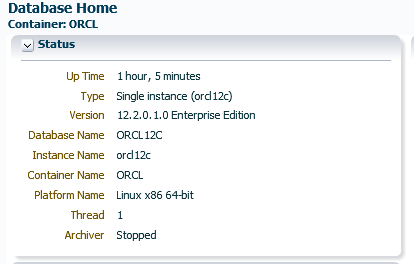 Database Home
Container: ORCL
Status
Up Time 1 hour, 5 minutes
Type Single instance (orcl12c)
Version 12.2.0.1.0 Enterprise Edition
Database Name ORCL12C
Instance Name orcl12c
Container Name ORCL
Platform Name Linux x86 64-bit
Thread 1
Archiver Stopped